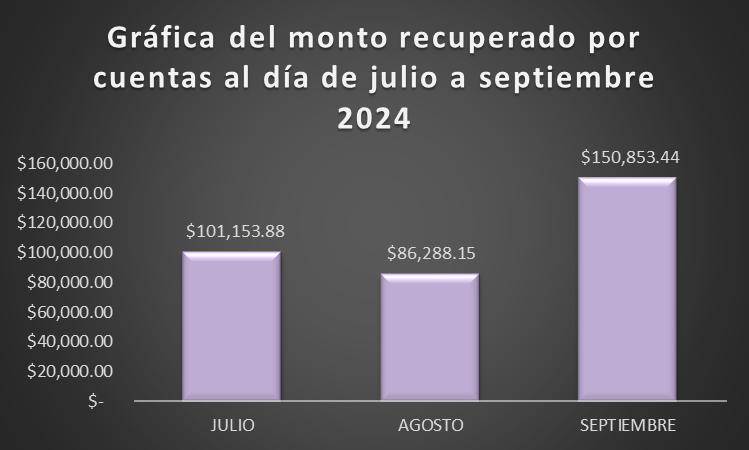 Gráfica del monto recuperado por
cuentas al día de julio a septiembre
2024
$160,000.00
$140,000.00
$120,000.00
$100,000.00
$80,000.00
$60,000.00
$40,000.00
$20,000.00
$-
$101,153.88
$86,288.15
$150,853.44
JULIO
AGOSTO
SEPTIEMBRE